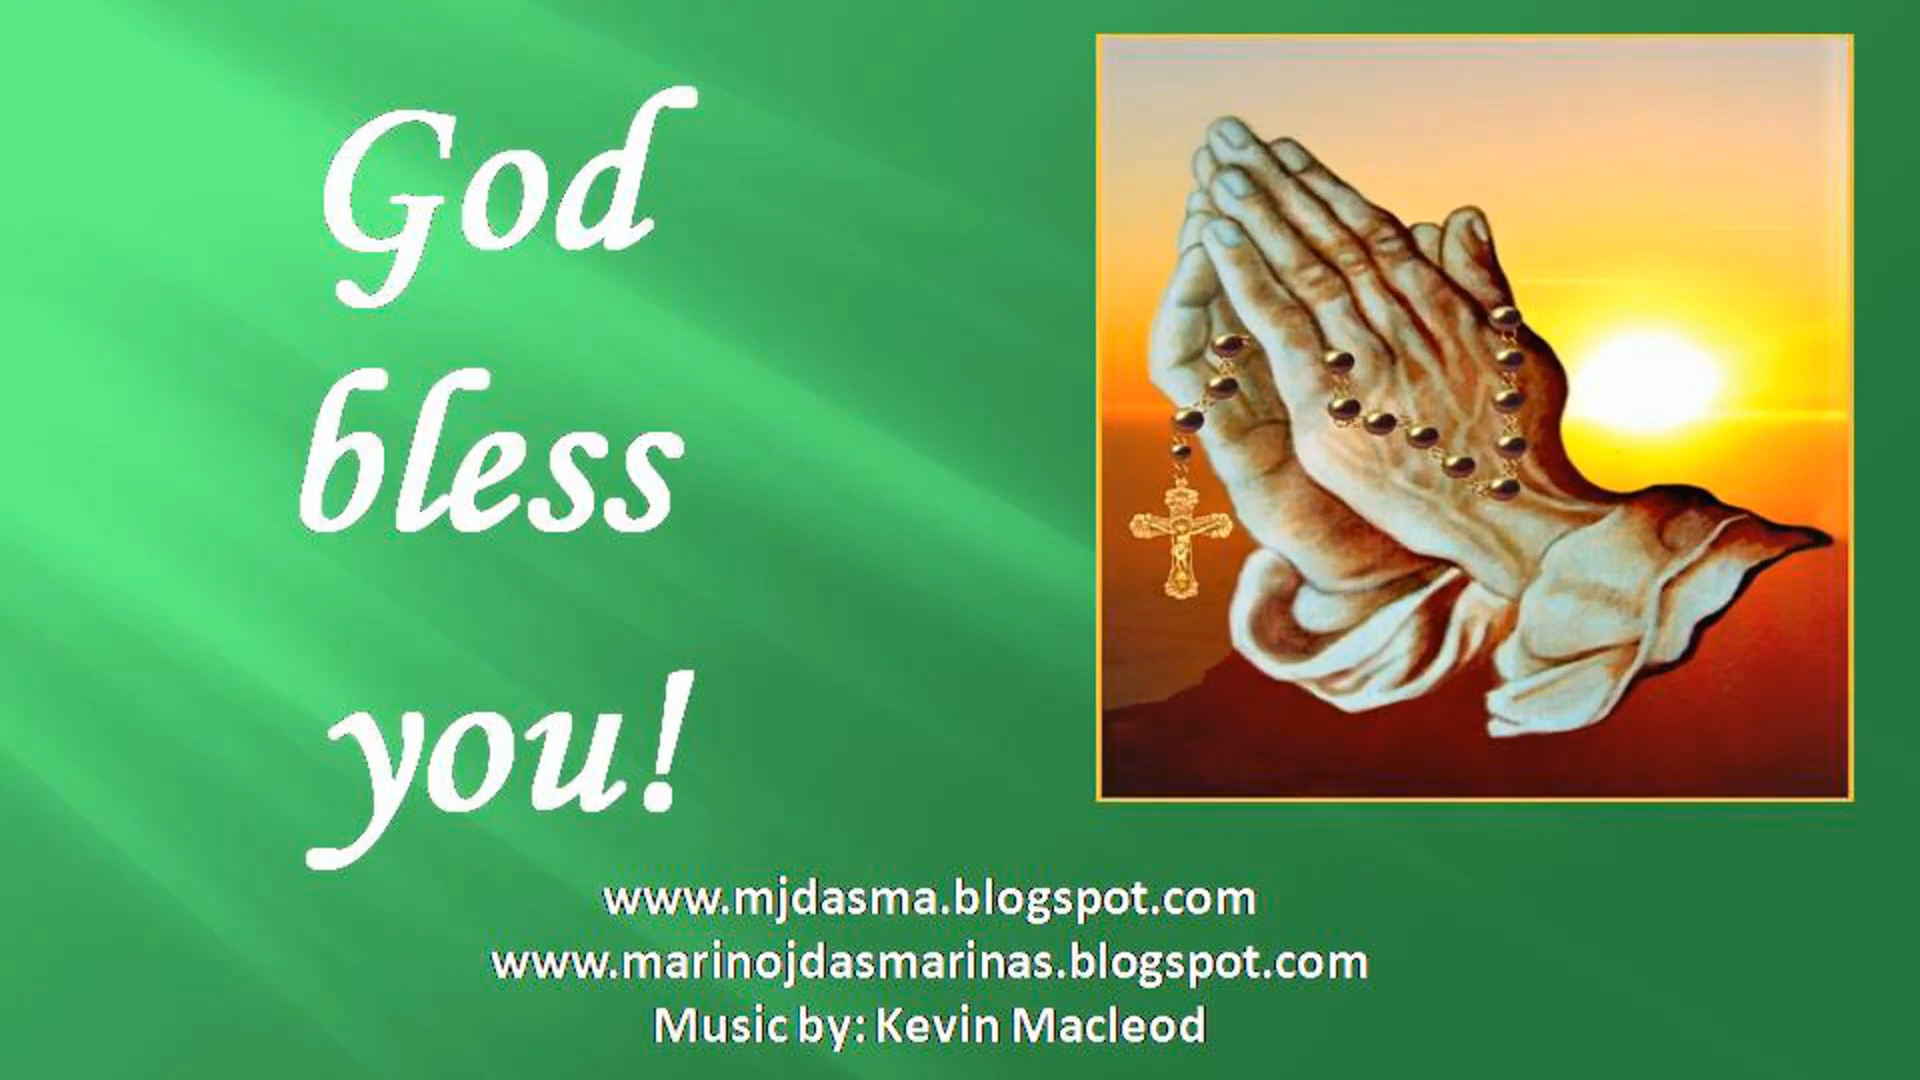 God
bless
you!
www.mjdasma.blogspot.com
www.marinojdasmarinas.blogspot.com
Music by: Kevin Macleod